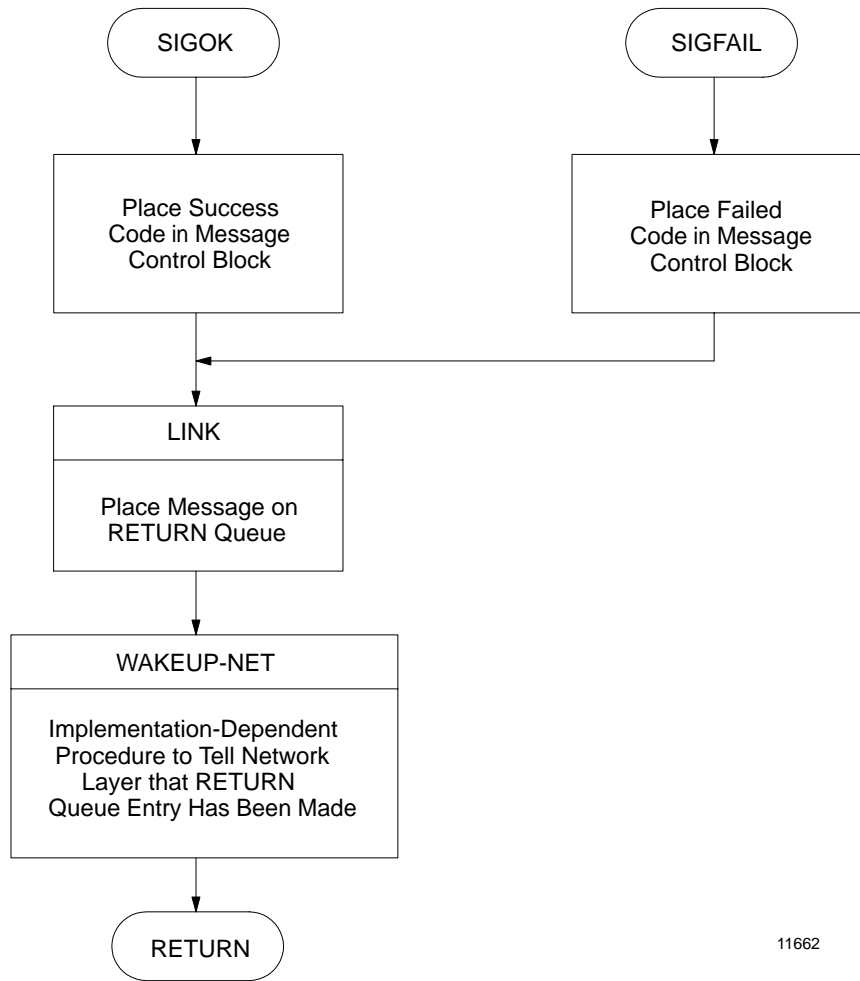 SIGOK
SIGFAIL
Place Success
Code in Message
Control Block
Place Failed
Code in Message
Control Block
LINK
Place Message on
RETURN Queue
WAKEUP-NET
Implementation-Dependent
Procedure to Tell Network
Layer that RETURN
Queue Entry Has Been Made
RETURN
11662